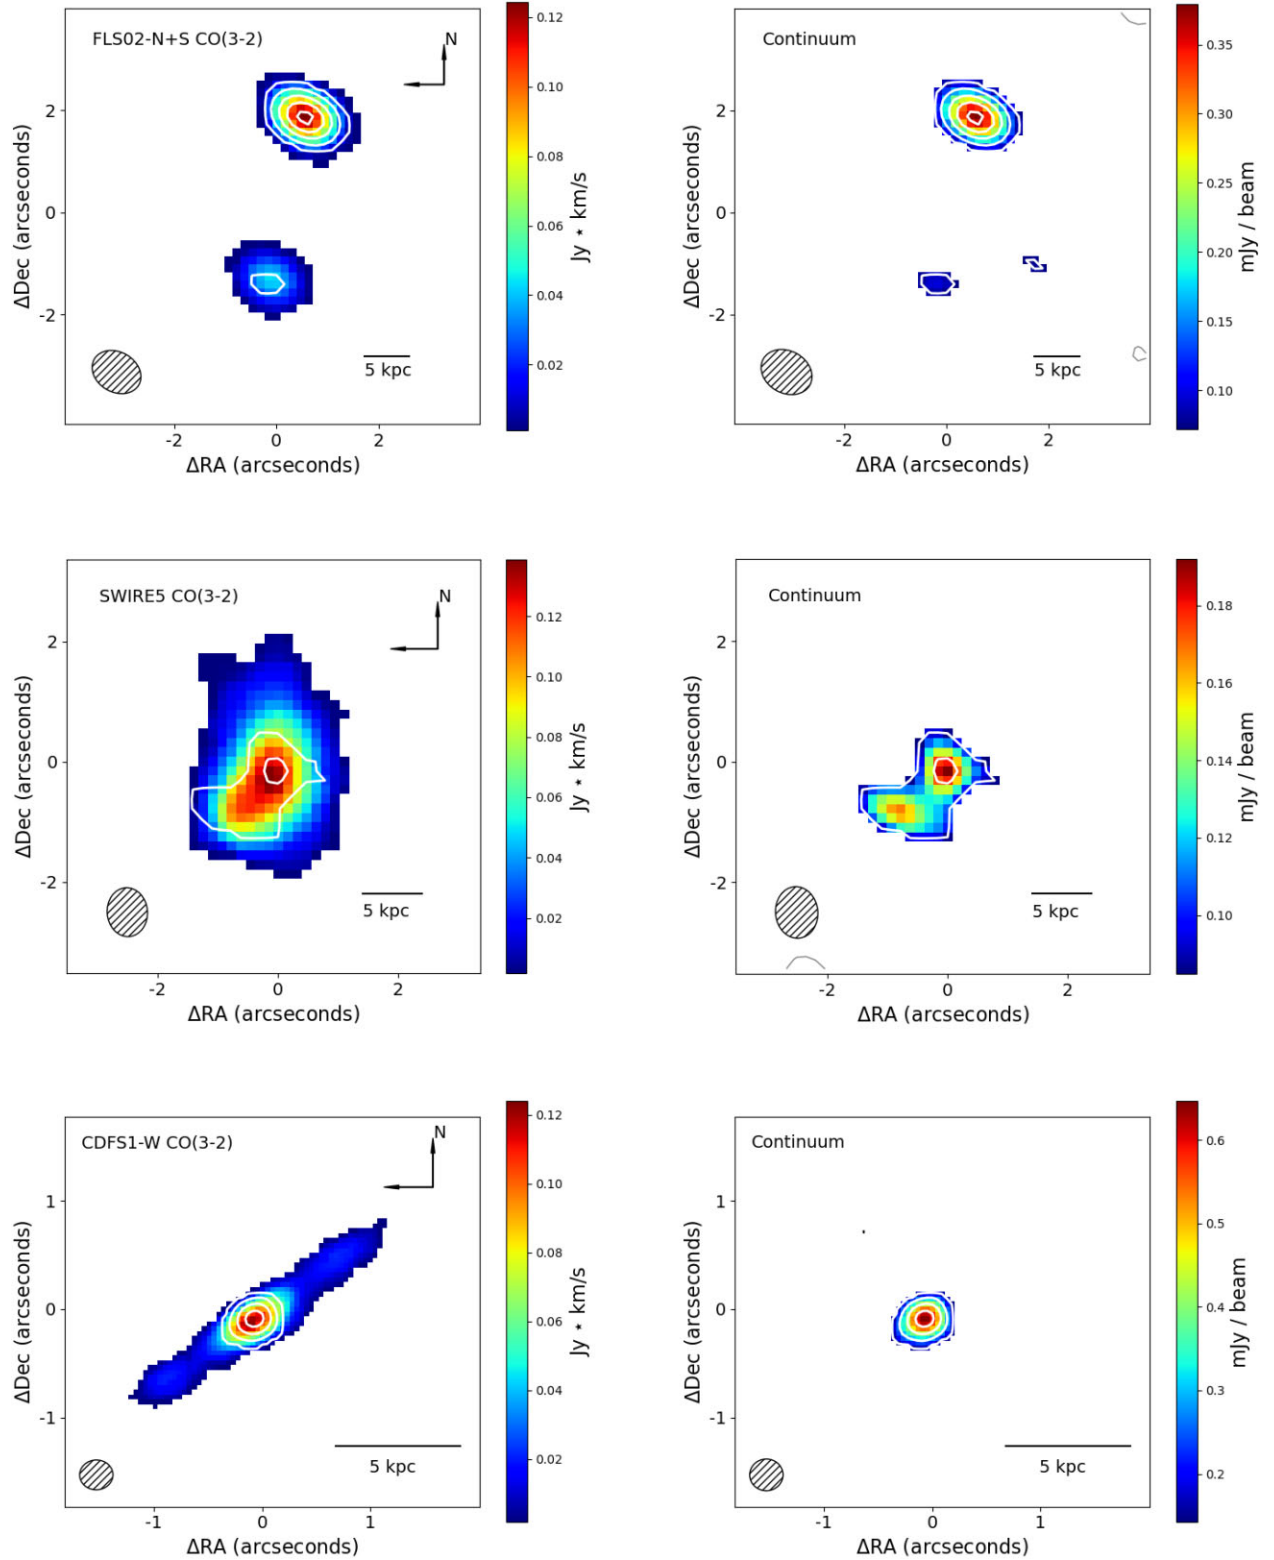 FLS02-N+S CO(3-2)
N
ΔDec (arcseconds)
2
0
-2
5 kpc
-2 0 2
ΔRA (arcseconds)
0.12
0.10
0.08
0.06
0.04
0.02
Jy ⋆ km/s
Continuum
ΔDec (arcseconds)
2
0
-2
5 kpc
-2 0 2
ΔRA (arcseconds)
0.35
0.30
0.25
0.20
0.15
0.10
mJy / beam
SWIRE5 CO(3-2)
N
ΔDec (arcseconds)
2
0
-2
5 kpc
-2 0 2
ΔRA (arcseconds)
0.12
0.10
0.08
0.06
0.04
0.02
Jy ⋆ km/s
Continuum
ΔDec (arcseconds)
2
0
-2
5 kpc
-2 0 2
ΔRA (arcseconds)
0.18
0.16
0.14
0.12
0.10
mJy / beam
CDFS1-W CO(3-2)
N
ΔDec (arcseconds)
1
0
-1
5 kpc
-1 0 1
ΔRA (arcseconds)
0.12
0.10
0.08
0.06
0.04
0.02
Jy ⋆ km/s
Continuum
ΔDec (arcseconds)
1
0
-1
5 kpc
-1 0 1
ΔRA (arcseconds)
0.6
0.5
0.4
0.3
0.2
mJy / beam